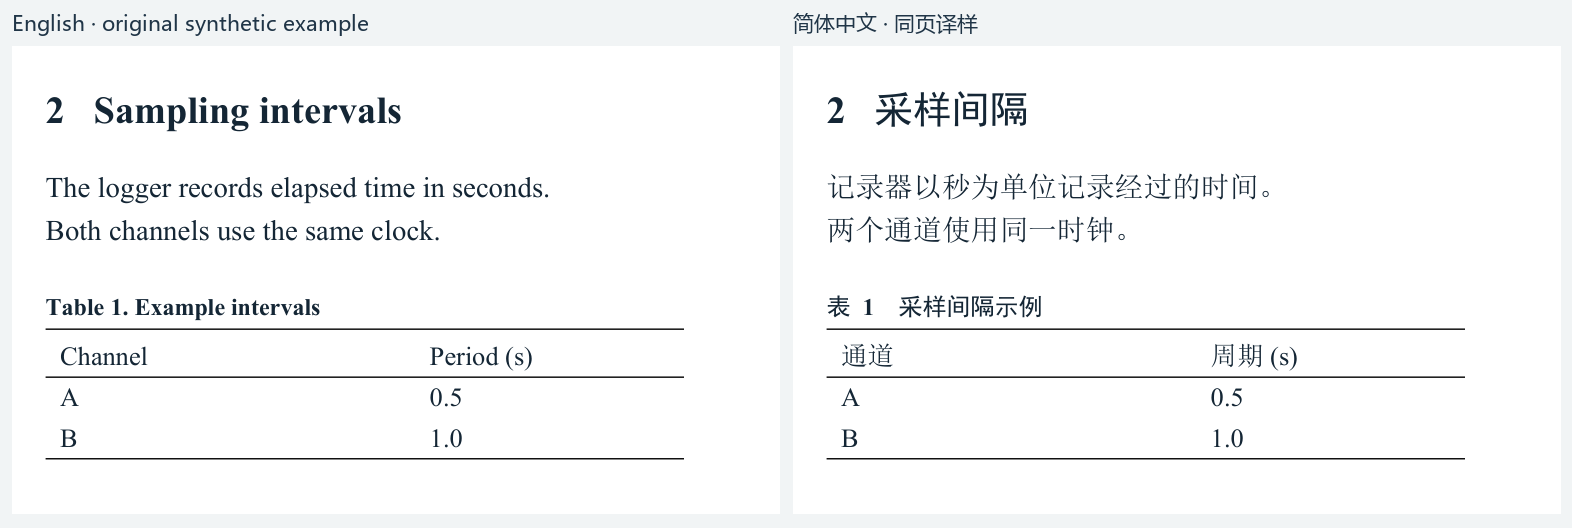 English · original synthetic example
2 Sampling intervals
The logger records elapsed time in seconds.
Both channels use the same clock.
Table 1. Example intervals
Channel Period (s)
A 0.5
B 1.0
简体中文 · 同页译样
2 采样间隔
记录器以秒为单位记录经过的时间。
两个通道使用同一时钟。
表 1 采样间隔示例
通道 周期 (s)
A 0.5
B 1.0